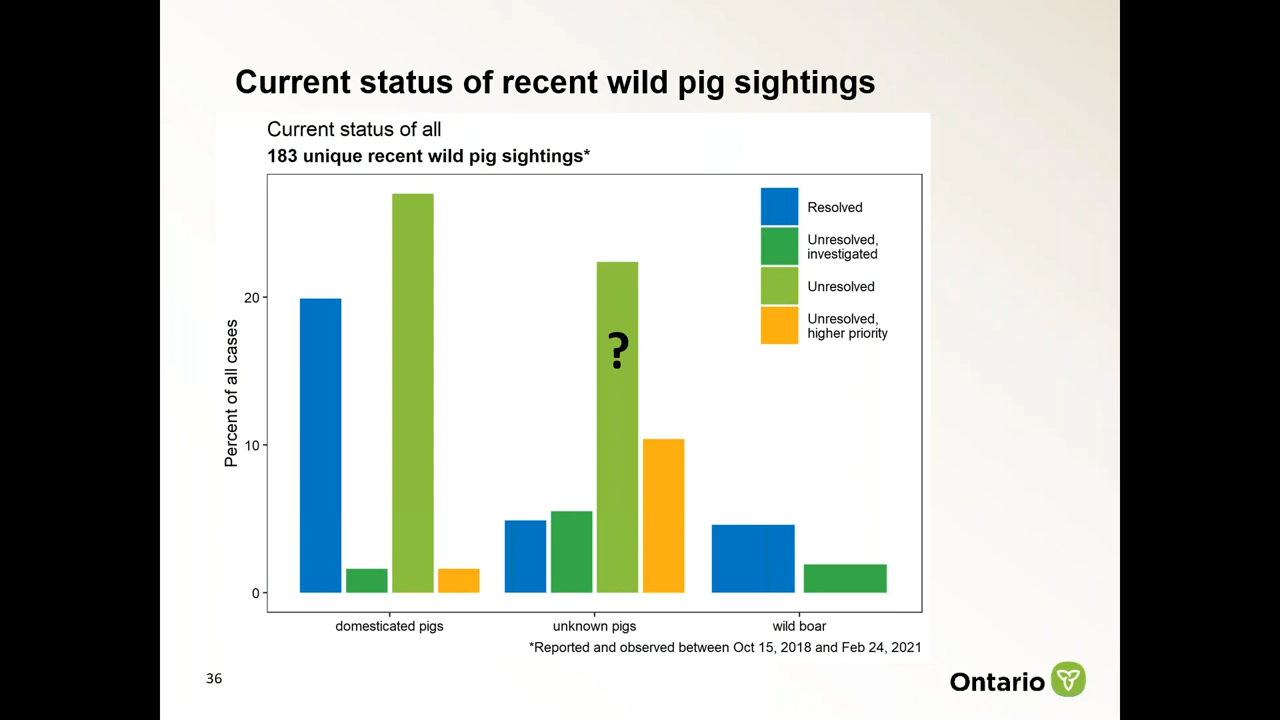 Current status of recent wild pig sightings
Current status of all
183 unique recent wild pig sightings*
Resolved
Unresolved,
investigated
Unresolved
Unresolved,
higher priority
Percent of all cases
20
10
0
?
domesticated pigs
unknown pigs
wild boar
*Reported and observed between Oct 15, 2018 and Feb 24, 2021
36
Ontario